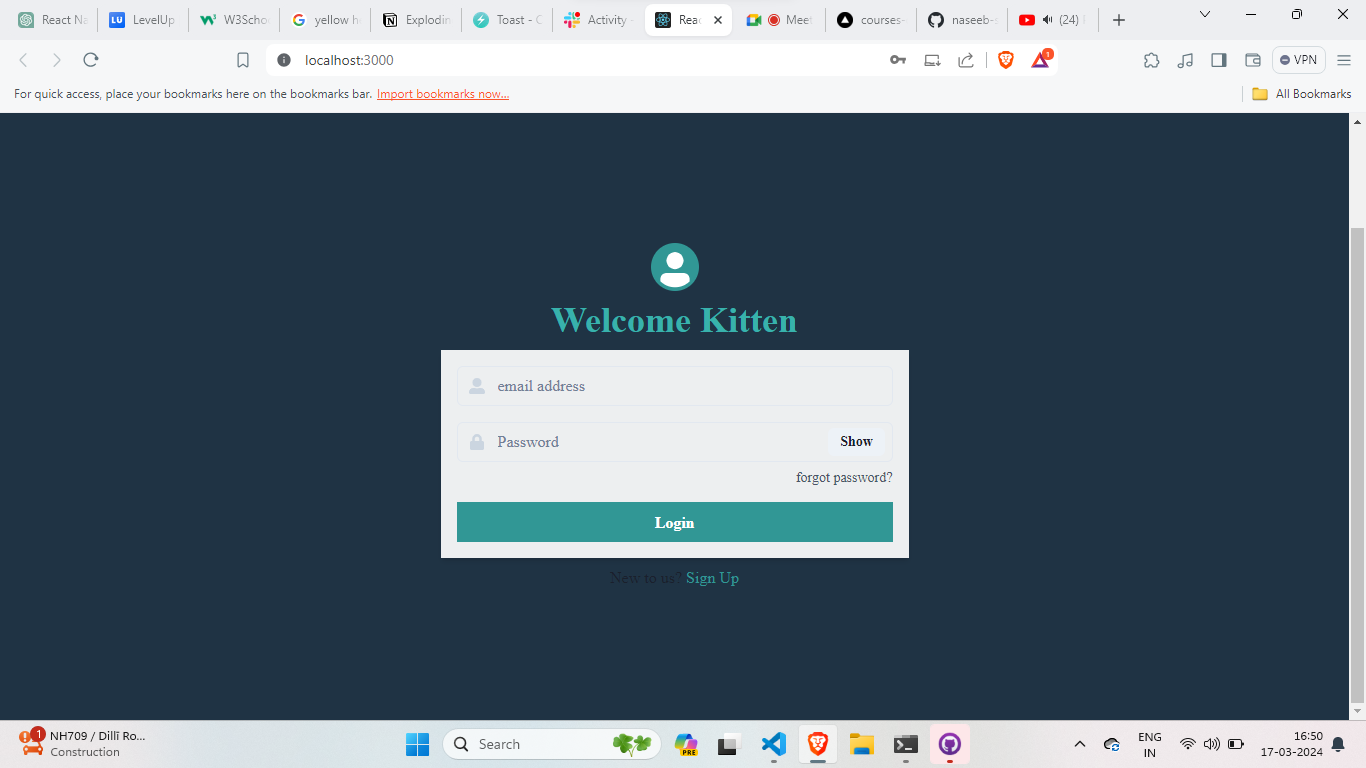 React Na
LevelUp
W3Scho
yellow h
Explodin
Toast - C
Activity -
Reac
Meet
courses-
naseeb-s
(24)
localhost:3000
1
VPN
For quick access, place your bookmarks here on the bookmarks bar. Import bookmarks now...
All Bookmarks
Welcome Kitten
email address
Password
Show
forgot password?
Login
New to us? Sign Up
1
NH709 / Dillī Ro...
Construction
Search
PRE
ENG
IN
16:50
17-03-2024